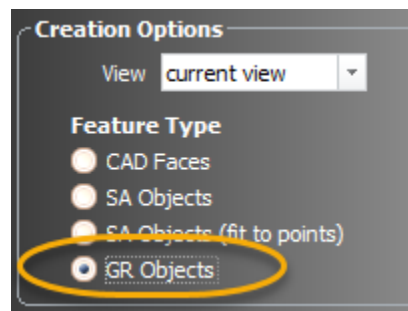 Creation Options
View current view
Feature Type
CAD Faces
SA Objects
SA Objects (fit to points)
GR Objects